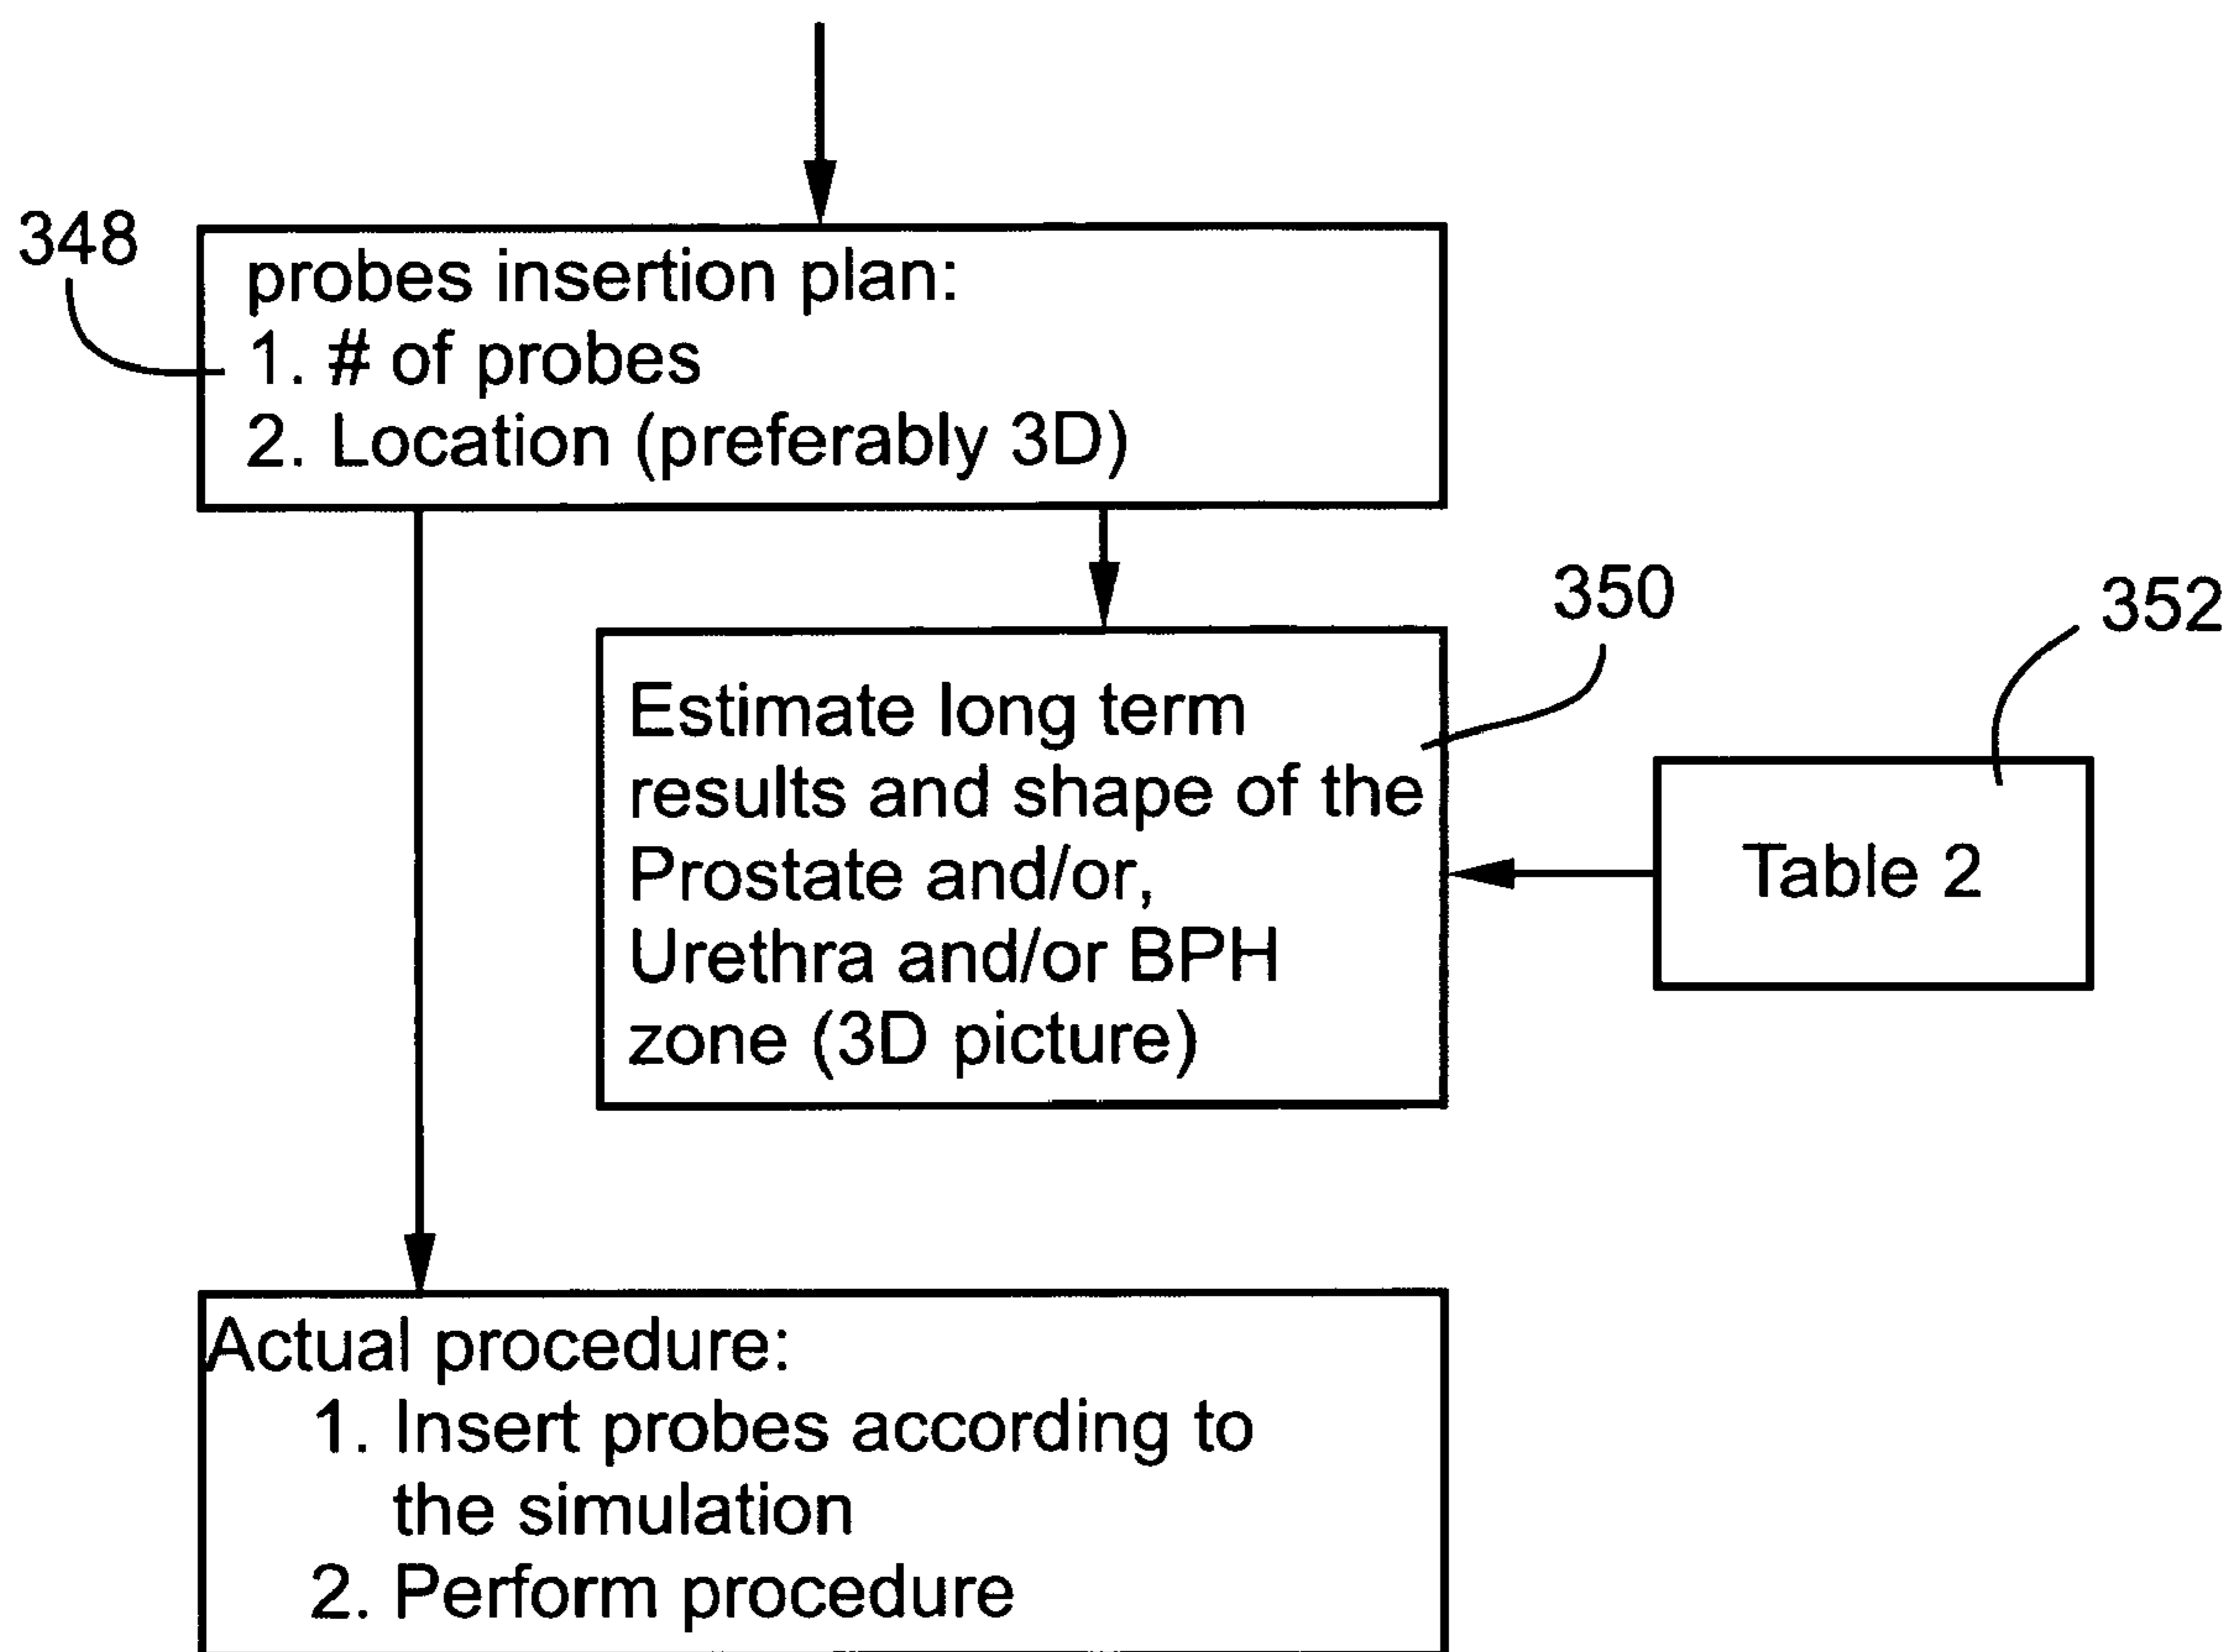 348
probes insertion plan:
1. # of probes
2. Location (preferably 3D)
350
352
Estimate long term
results and shape of the
Prostate and/or,
Urethra and/or BPH
zone (3D picture)
Table 2
Actual procedure:
1. Insert probes according to
the simulation
2. Perform procedure